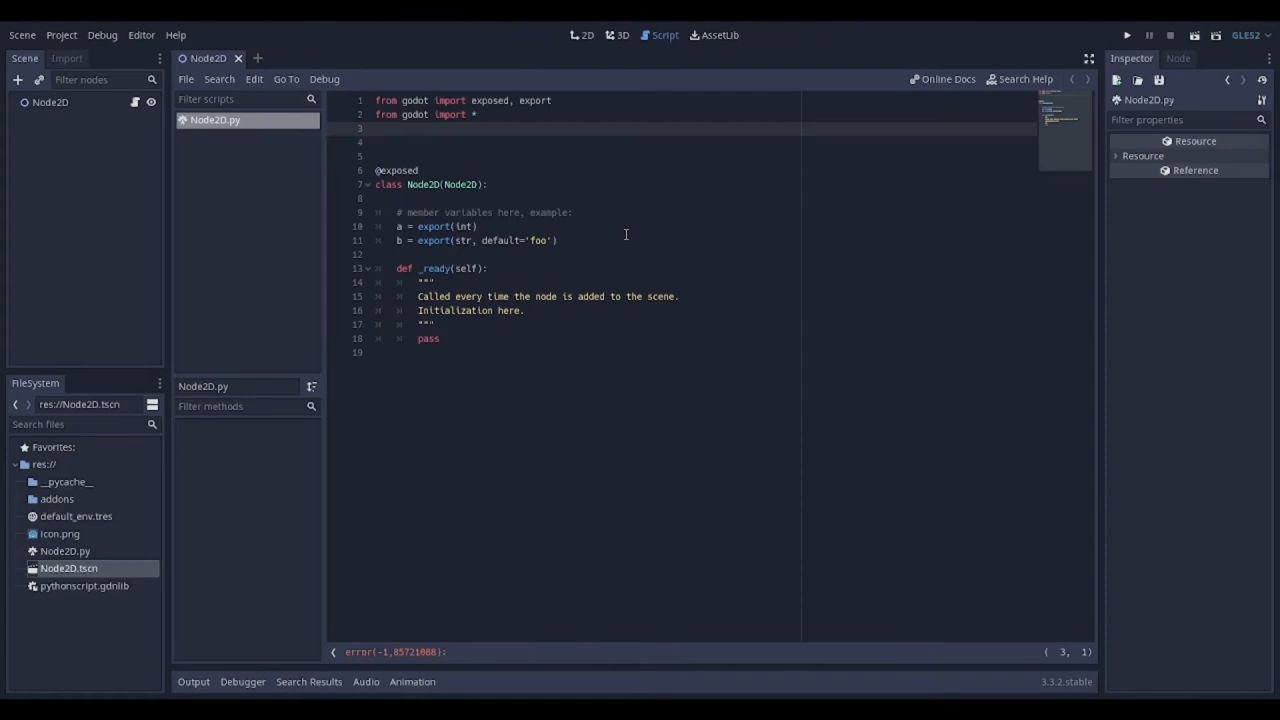 Scene Project Debug Editor Help
2D 3D Script AssetLib
GLES2
Scene Import
Filter nodes
Node2D
FileSystem
res://Node2D.tscn
Search files
Favorites:
res://
__pycache__
addons
default_env.tres
icon.png
Node2D.py
Node2D.tscn
pythonscript.gdnlib
Node2D
File Search Edit Go To Debug
Online Docs Search Help
Filter scripts
Node2D.py
Node2D.py
Filter methods
1 from godot import exposed, export
2 from godot import *
3
4
5
6 @exposed
7 class Node2D(Node2D):
8
9 # member variables here, example:
10 a = export(int)
11 b = export(str, default='foo')
12
13 def _ready(self):
14 """
15 Called every time the node is added to the scene.
16 Initialization here.
17 """
18 pass
19
error(-1,85721088):
( 3, 1)
Output Debugger Search Results Audio Animation
3.3.2.stable
Inspector Node
Node2D.py
Filter properties
Resource
Resource
Reference